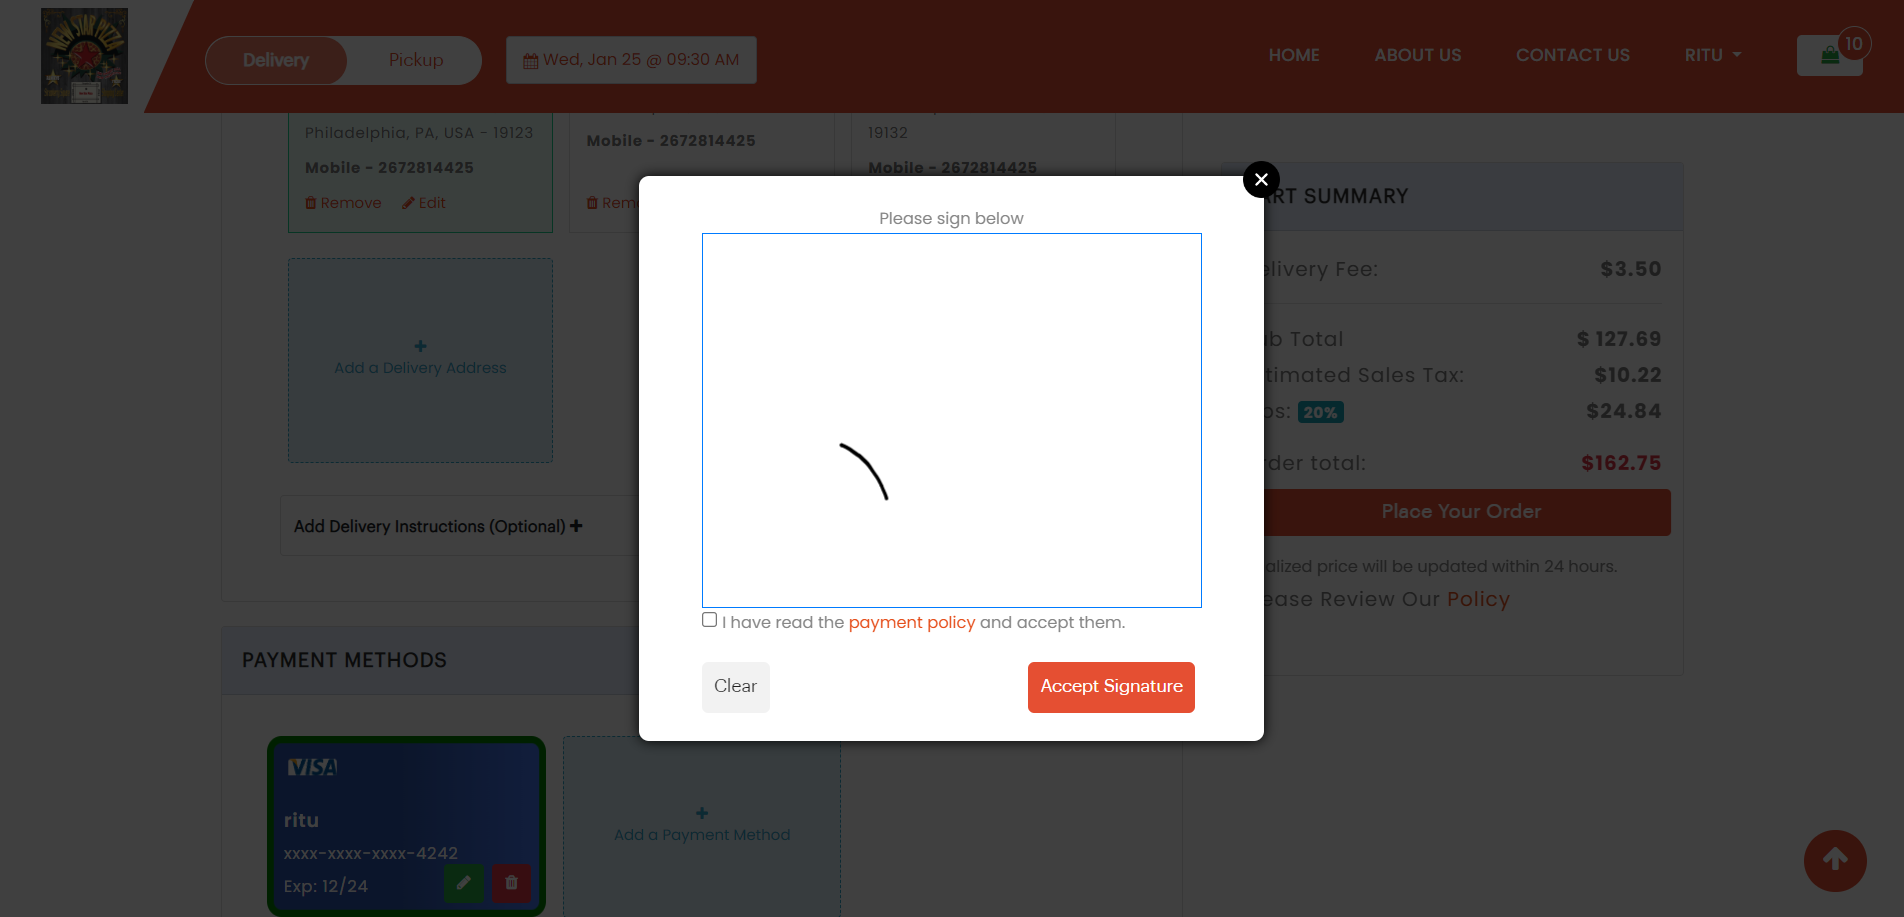 NEW STAR PIZZA
Delivery
Pickup
Wed, Jan 25 @ 09:30 AM
HOME
ABOUT US
CONTACT US
RITU
10
Philadelphia, PA, USA - 19123
Mobile - 2672814425
Remove
Edit
Mobile - 2672814425
Rem
19132
Mobile - 2672814425
Add a Delivery Address
Add Delivery Instructions (Optional)
PAYMENT METHODS
VISA
ritu
xxxx-xxxx-xxxx-4242
Exp: 12/24
Add a Payment Method
Please sign below
I have read the payment policy and accept them.
Clear
Accept Signature
RT SUMMARY
elivery Fee: $3.50
b Total $ 127.69
timated Sales Tax: $10.22
ps: 20% $24.84
rder total: $162.75
Place Your Order
alized price will be updated within 24 hours.
ease Review Our Policy